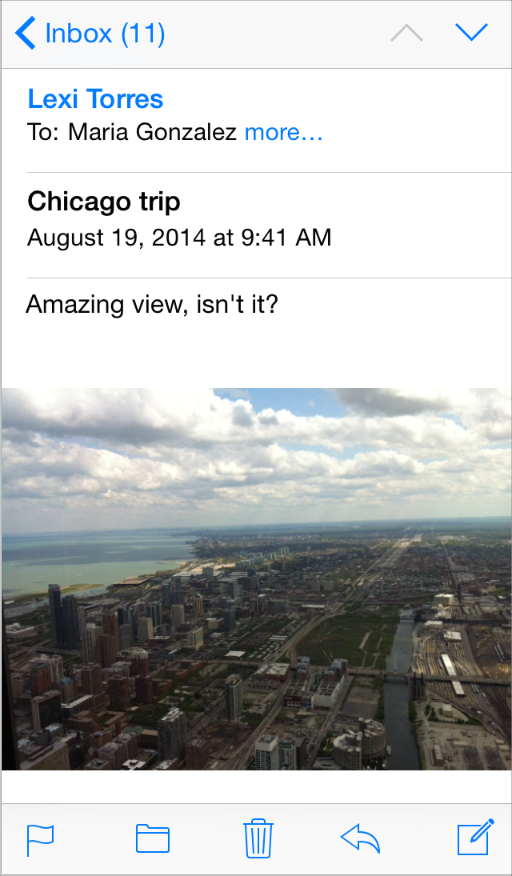 Inbox (11)
Lexi Torres
To: Maria Gonzalez more...
Chicago trip
August 19, 2014 at 9:41 AM
Amazing view, isn't it?